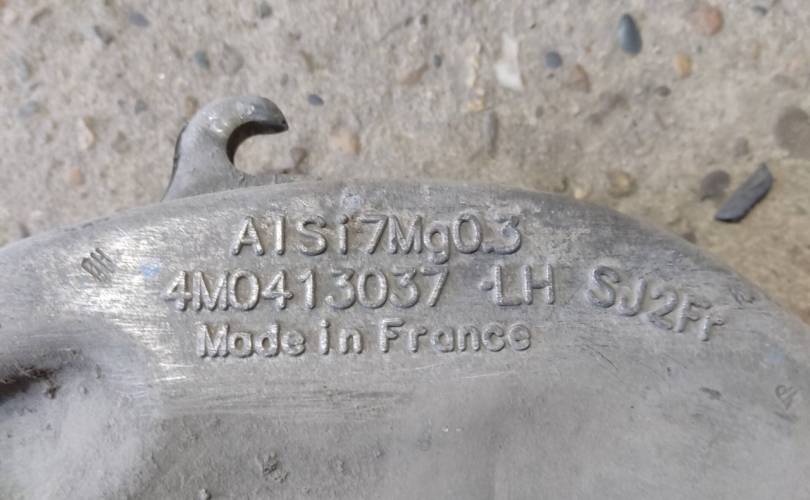 AlSi7Mg0.3
4M0413037 ·LH SJ2Fr
Made in France